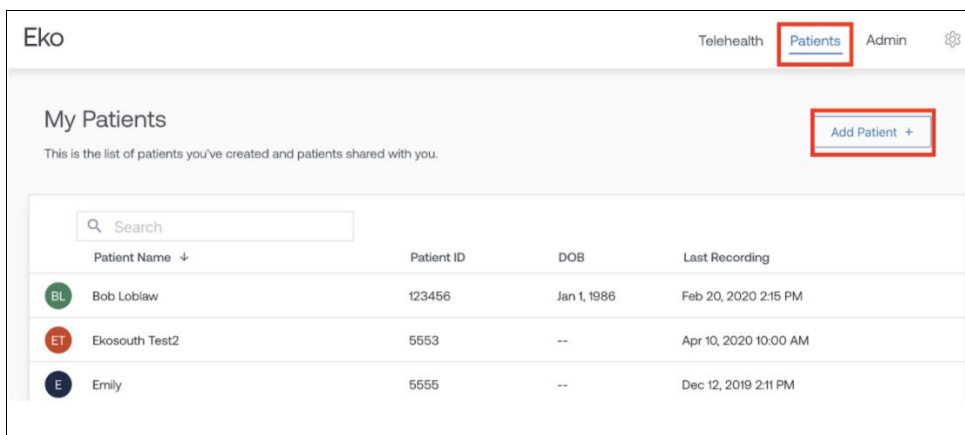 Eko
Telehealth Patients Admin
My Patients
Add Patient +
This is the list of patients you've created and patients shared with you.
Search
Patient Name ↓ Patient ID DOB Last Recording
BL Bob Loblaw 123456 Jan 1, 1986 Feb 20, 2020 2:15 PM
ET Ekosouth Test2 5553 -- Apr 10, 2020 10:00 AM
E Emily 5555 -- Dec 12, 2019 2:11 PM